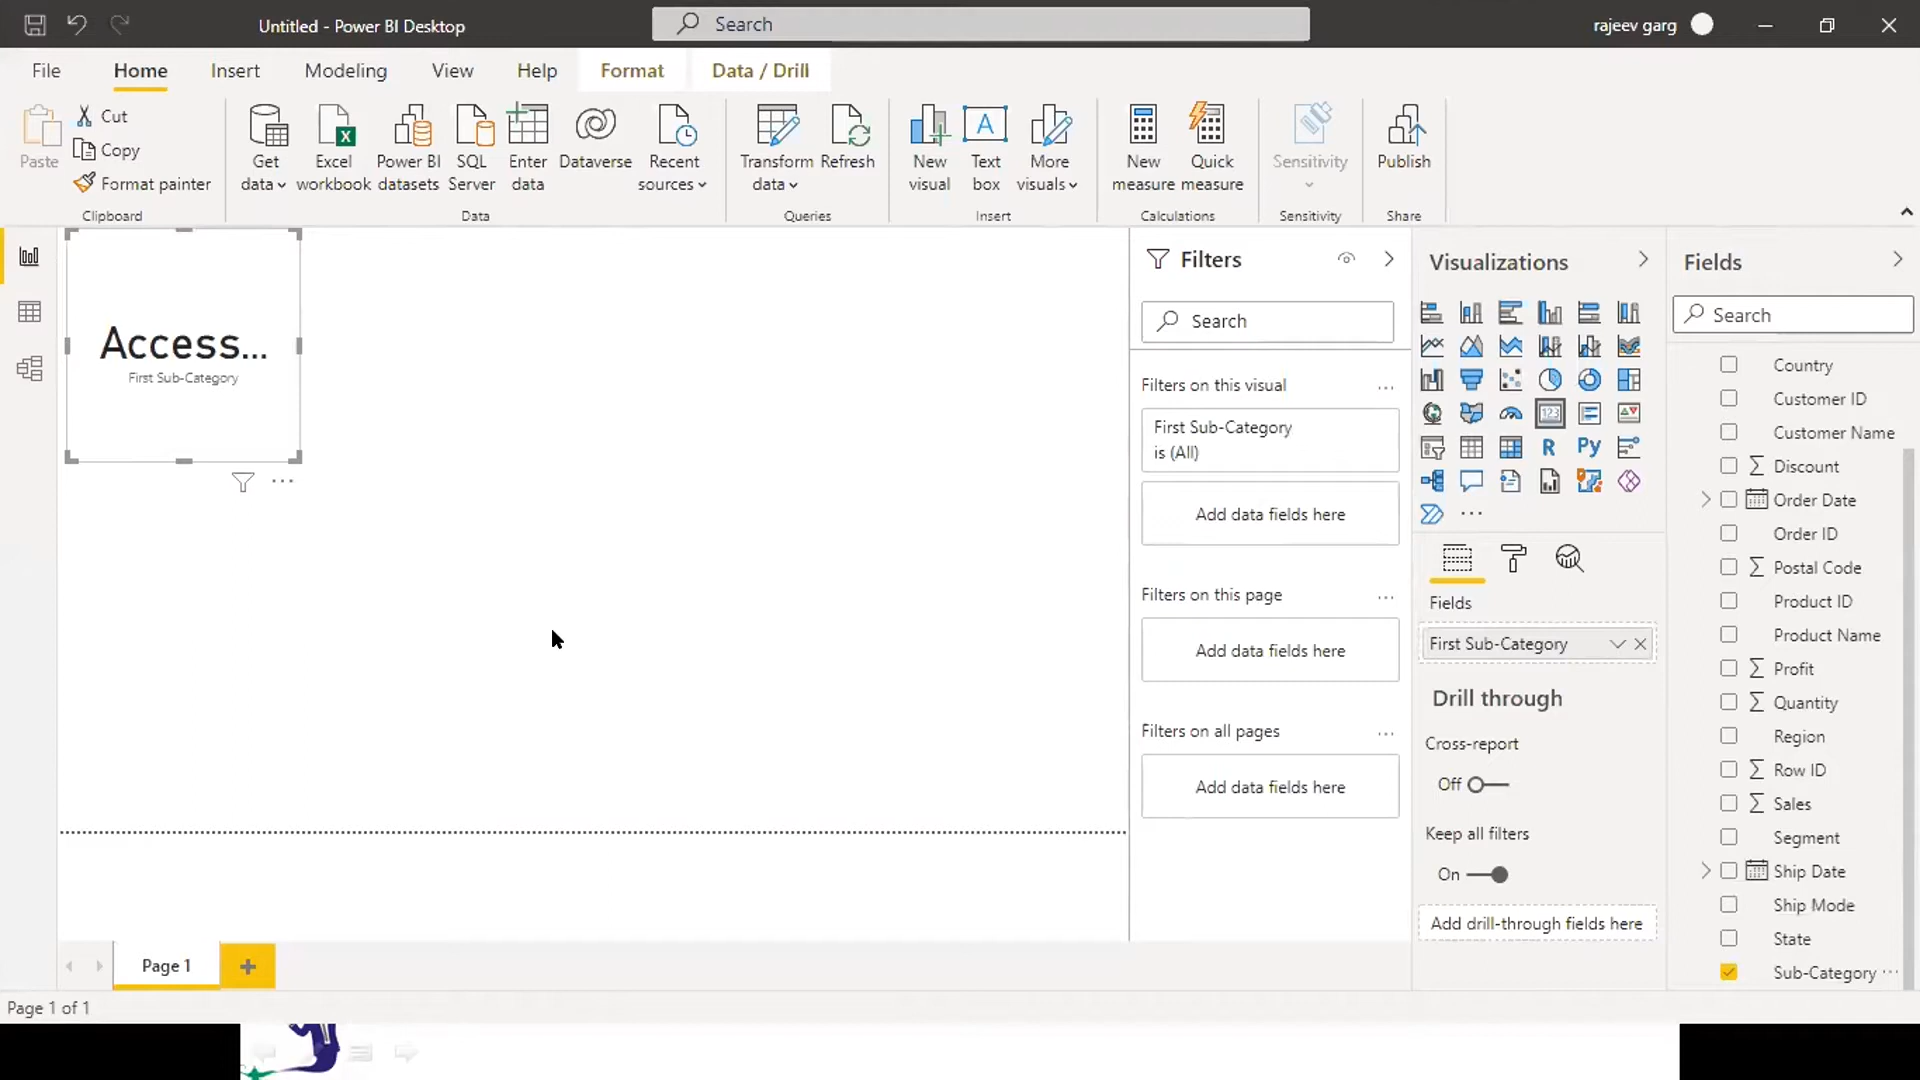 Untitled - Power BI Desktop
Search
rajeev garg
File
Home
Insert
Modeling
View
Help
Format
Data / Drill
Paste
Cut
Copy
Format painter
Clipboard
Get
data
Excel
workbook
Power BI
datasets
SQL
Server
Enter
data
Dataverse
Recent
sources
Data
Transform
data
Refresh
Queries
New
visual
A
Text
box
More
visuals
Insert
New
measure
Quick
measure
Calculations
Sensitivity
Sensitivity
Publish
Share
Access...
First Sub-Category
Filters
Search
Filters on this visual
...
First Sub-Category
is (All)
Add data fields here
Filters on this page
...
Add data fields here
Filters on all pages
...
Add data fields here
Visualizations
123
R
Py
...
Fields
First Sub-Category
Drill through
Cross-report
Off
Keep all filters
On
Add drill-through fields here
Fields
Search
Country
Customer ID
Customer Name
Σ Discount
Order Date
Order ID
Σ Postal Code
Product ID
Product Name
Σ Profit
Σ Quantity
Region
Σ Row ID
Σ Sales
Segment
Ship Date
Ship Mode
State
Sub-Category ...
Page 1
Page 1 of 1